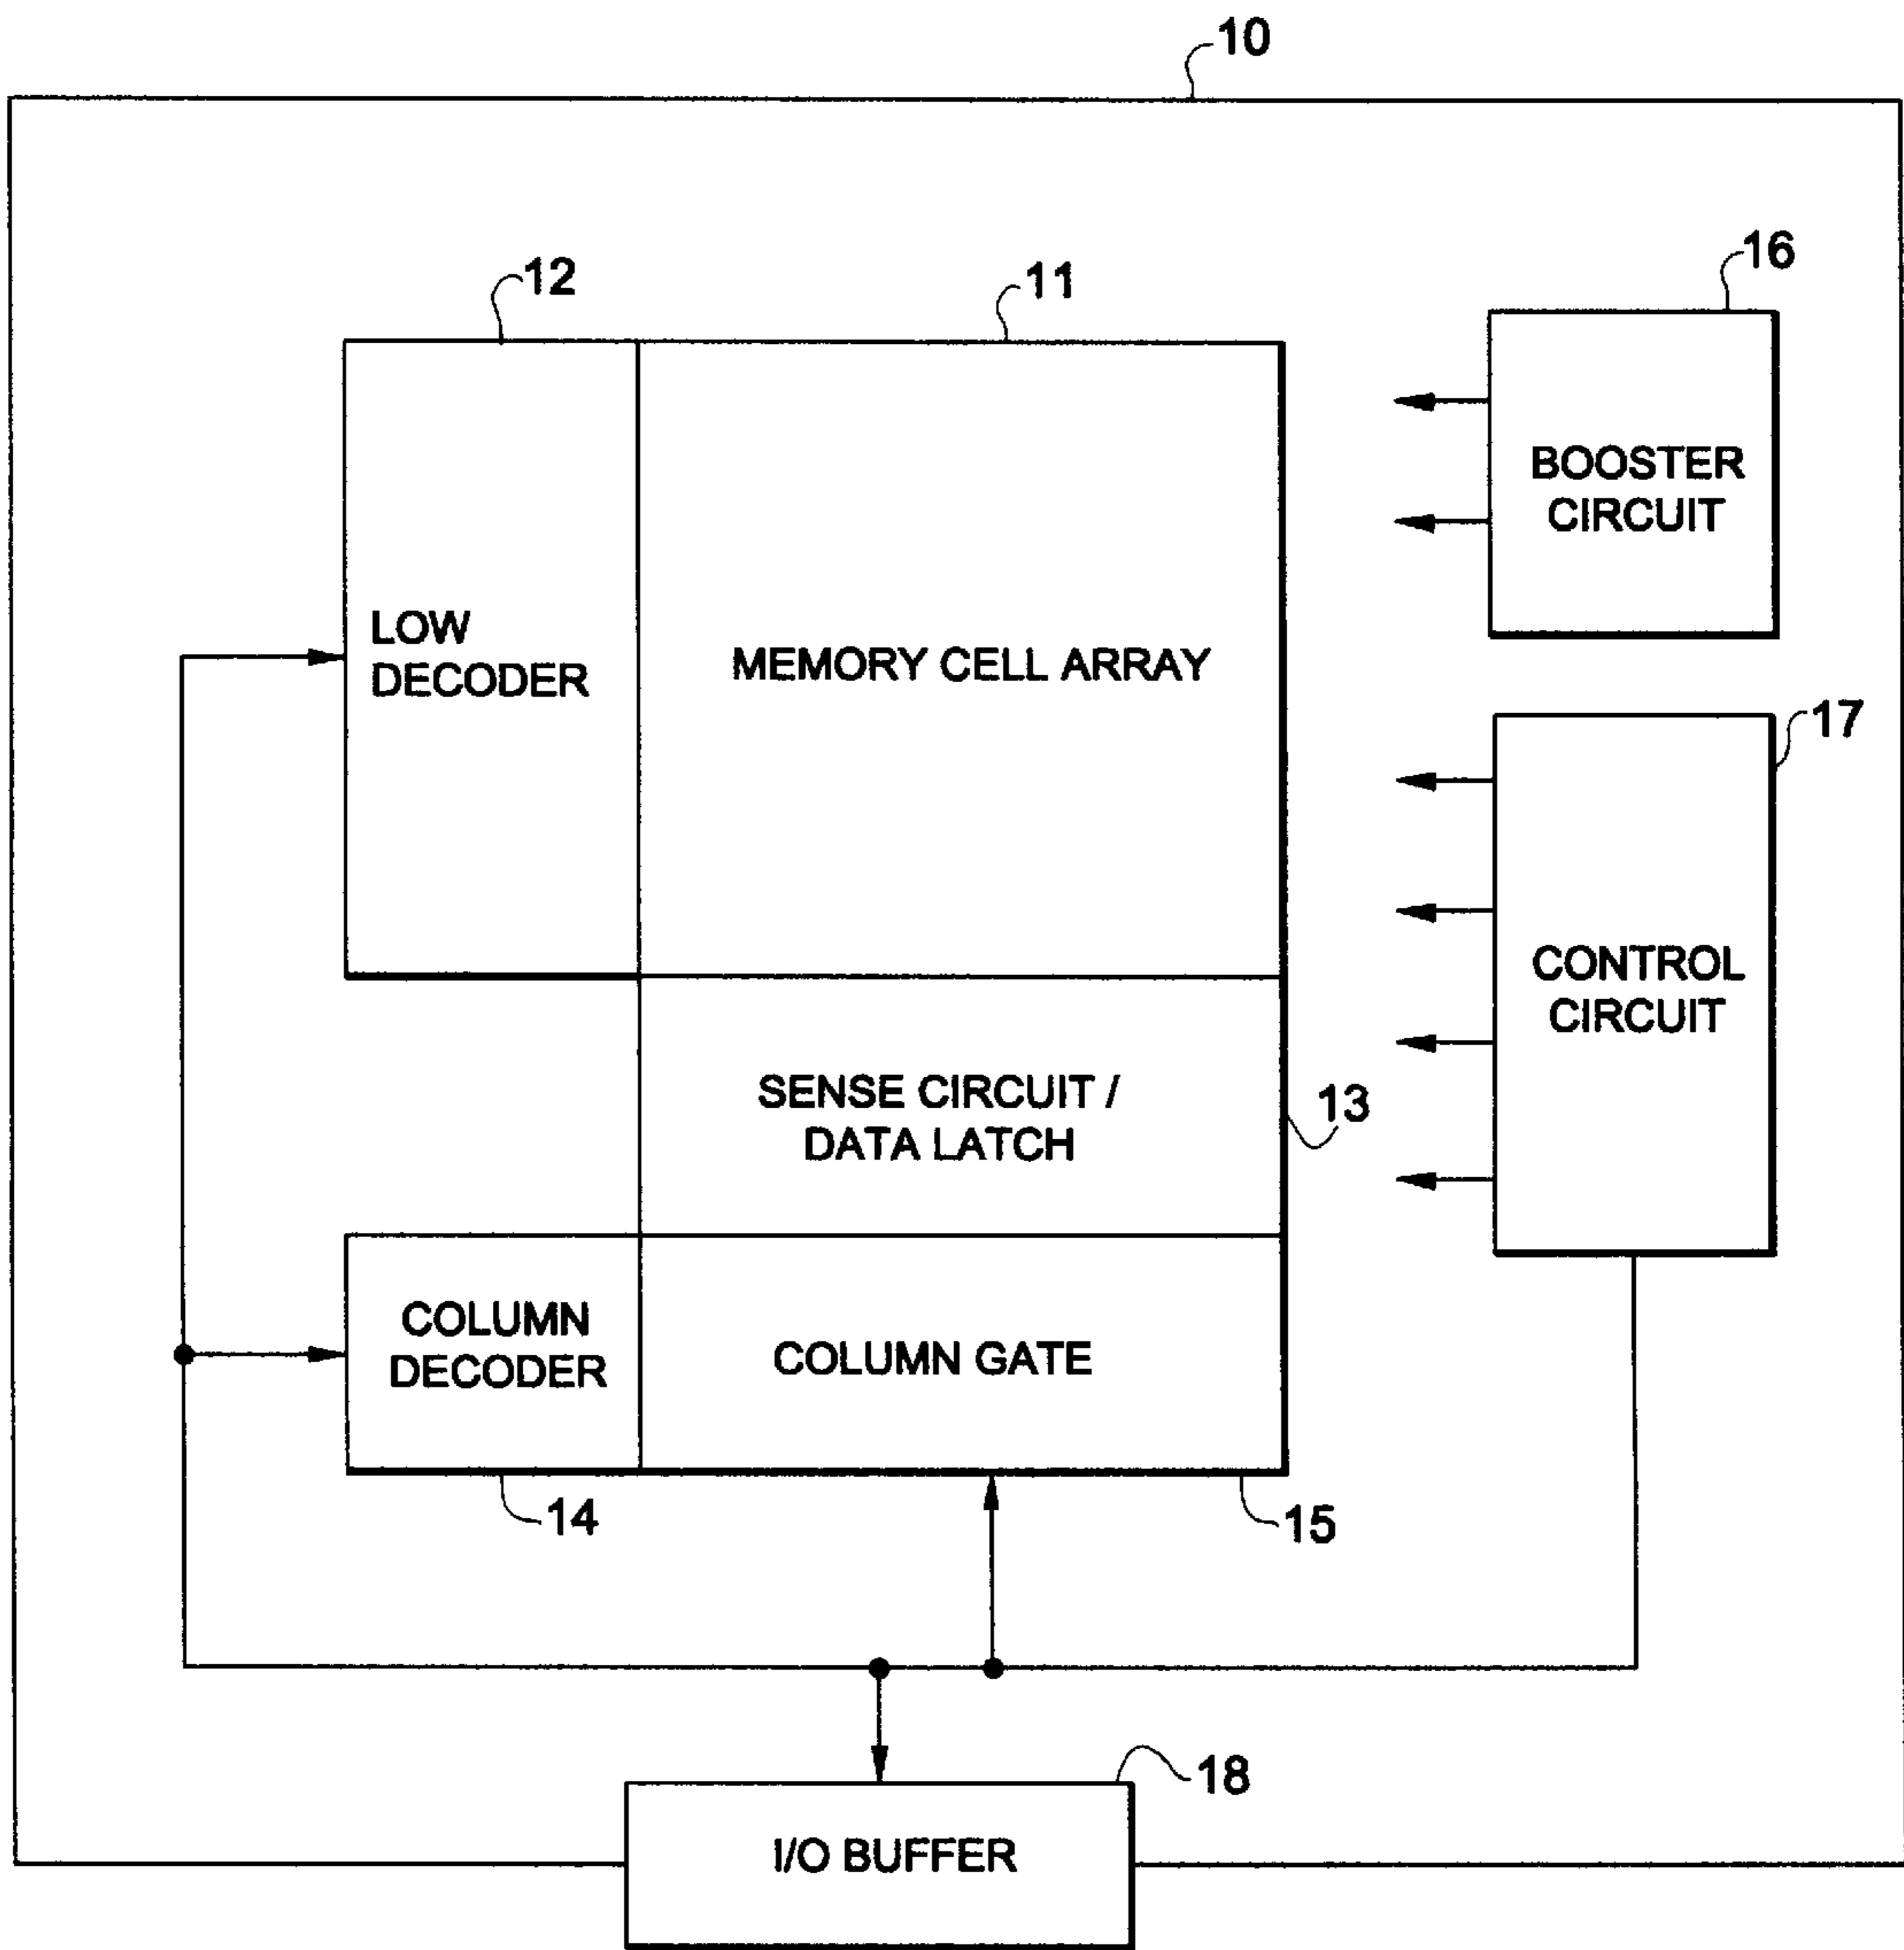 10
12
11
16
BOOSTER
CIRCUIT
LOW
DECODER
MEMORY CELL ARRAY
17
CONTROL
CIRCUIT
SENSE CIRCUIT /
DATA LATCH
13
COLUMN
DECODER
COLUMN GATE
14
15
18
I/O BUFFER